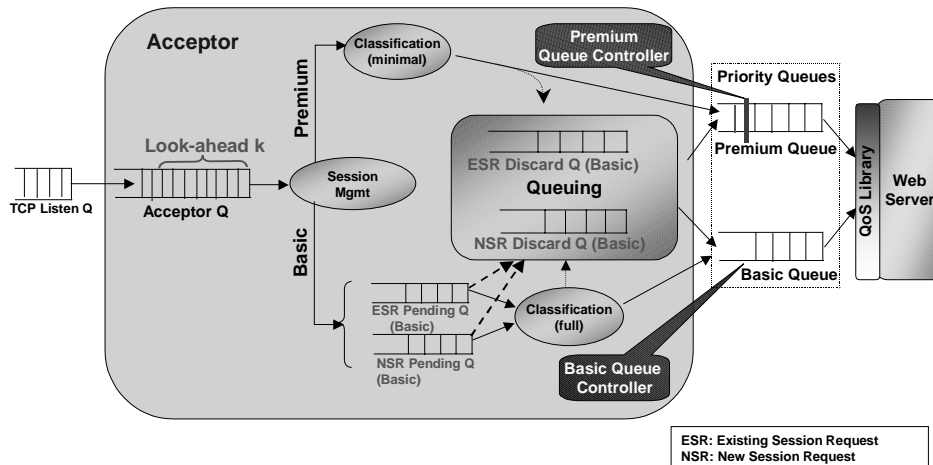 Acceptor
Classification
(minimal)
Premium
Queue Controller
Priority Queues
Premium
Look-ahead k
ESR Discard Q (Basic)
Premium Queue
Session
Mgmt
Queuing
QoS Library
Web
Server
TCP Listen Q
Acceptor Q
NSR Discard Q (Basic)
Basic
Basic Queue
ESR Pending Q
(Basic)
Classification
(full)
NSR Pending Q
(Basic)
Basic Queue
Controller
ESR: Existing Session Request
NSR: New Session Request